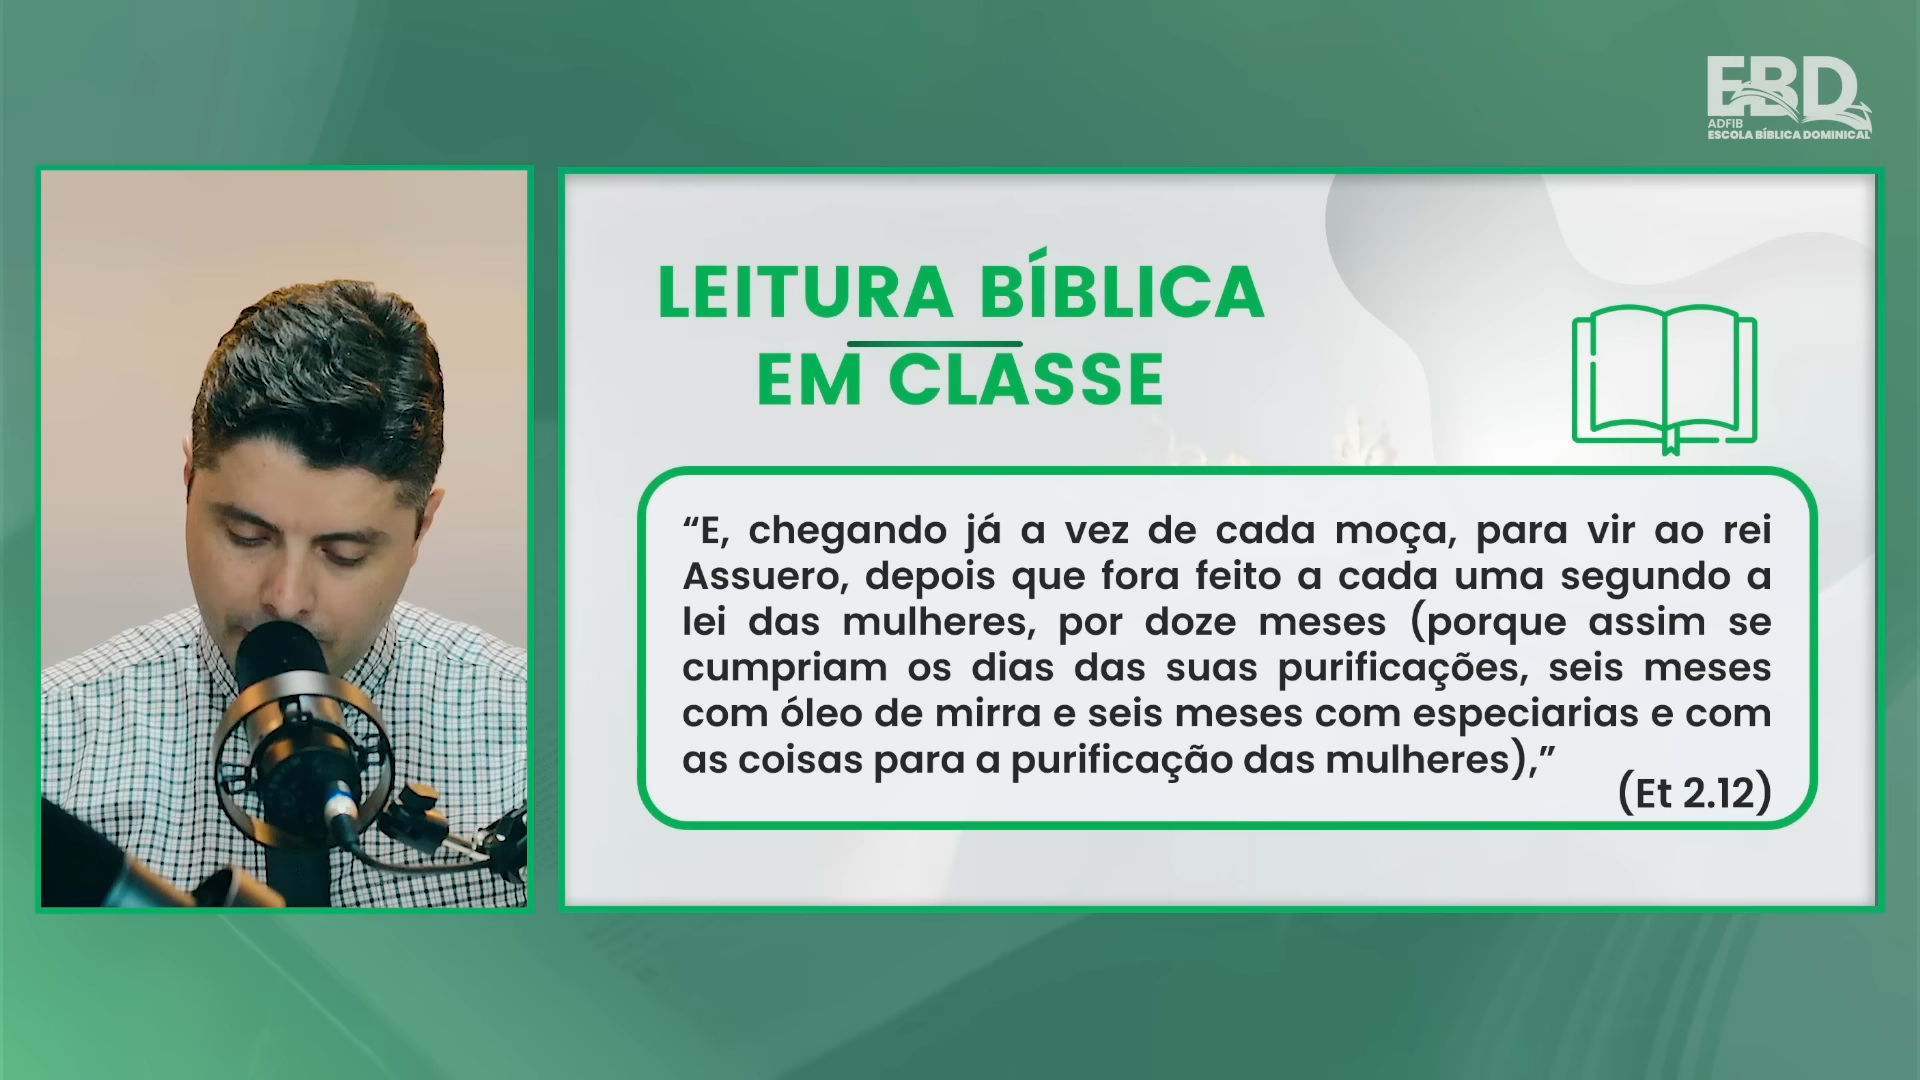 EBD
ADFIB
ESCOLA BÍBLICA DOMINICAL
LEITURA BÍBLICA
EM CLASSE
“E, chegando já a vez de cada moça, para vir ao rei
Assuero, depois que fora feito a cada uma segundo a
lei das mulheres, por doze meses (porque assim se
cumpriam os dias das suas purificações, seis meses
com óleo de mirra e seis meses com especiarias e com
as coisas para a purificação das mulheres),”
(Et 2.12)